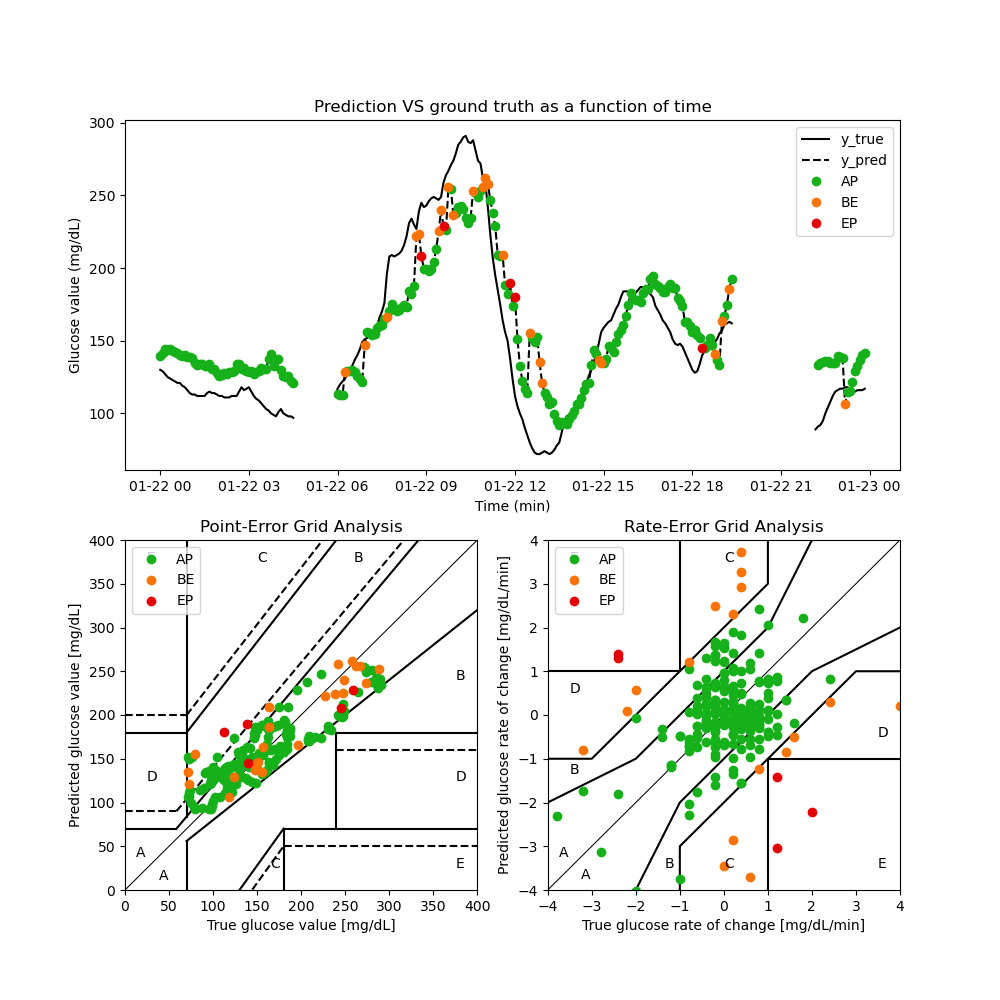 Prediction VS ground truth as a function of time
Glucose value (mg/dL)
300
250
200
150
100
y_true
y_pred
AP
BE
EP
01-22 00 01-22 03 01-22 06 01-22 09 01-22 12 01-22 15 01-22 18 01-22 21 01-23 00
Time (min)
Point-Error Grid Analysis
Predicted glucose value [mg/dL]
400
350
300
250
200
150
100
50
0
AP
BE
EP
C
B
B
D
D
A
A
C
E
0 50 100 150 200 250 300 350 400
True glucose value [mg/dL]
Rate-Error Grid Analysis
Predicted glucose rate of change [mg/dL/min]
4
3
2
1
0
−1
−2
−3
−4
AP
BE
EP
C
D
D
B
A
A
B
C
E
−4 −3 −2 −1 0 1 2 3 4
True glucose rate of change [mg/dL/min]